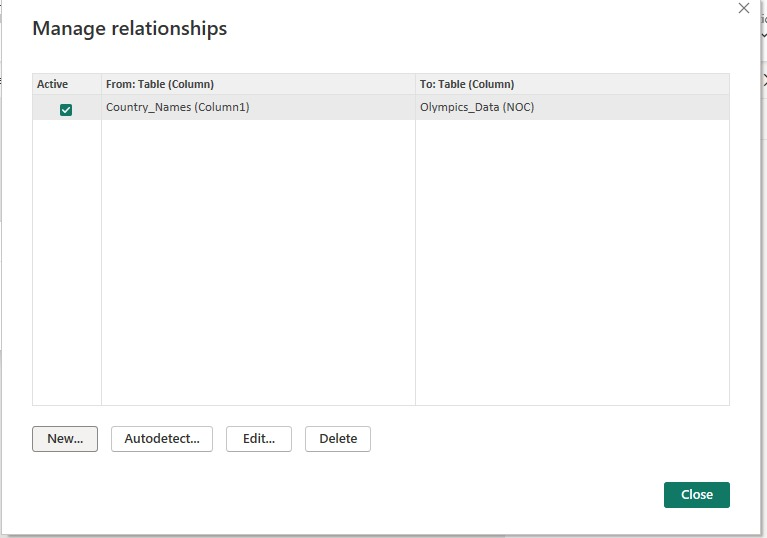 Manage relationships
Active From: Table (Column) To: Table (Column)
Country_Names (Column1) Olympics_Data (NOC)
New... Autodetect... Edit... Delete
Close